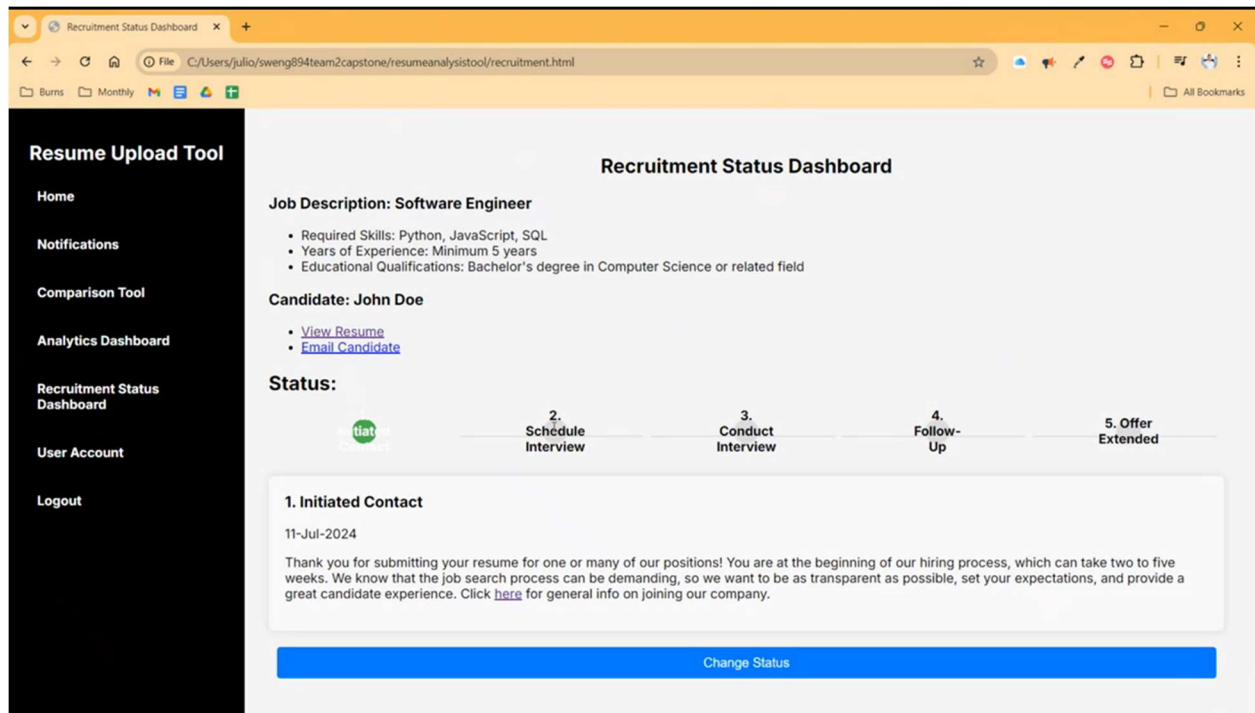 Recruitment Status Dashboard
File
C:/Users/julio/sweng894team2capstone/resumeanalysistool/recruitment.html
Burns
Monthly
All Bookmarks
Resume Upload Tool
Home
Notifications
Comparison Tool
Analytics Dashboard
Recruitment Status
Dashboard
User Account
Logout
Recruitment Status Dashboard
Job Description: Software Engineer
• Required Skills: Python, JavaScript, SQL
• Years of Experience: Minimum 5 years
• Educational Qualifications: Bachelor's degree in Computer Science or related field
Candidate: John Doe
• View Resume
• Email Candidate
Status:
2.
Schedule
Interview
3.
Conduct
Interview
4.
Follow-
Up
5. Offer
Extended
1. Initiated Contact
11-Jul-2024
Thank you for submitting your resume for one or many of our positions! You are at the beginning of our hiring process, which can take two to five
weeks. We know that the job search process can be demanding, so we want to be as transparent as possible, set your expectations, and provide a
great candidate experience. Click here for general info on joining our company.
Change Status